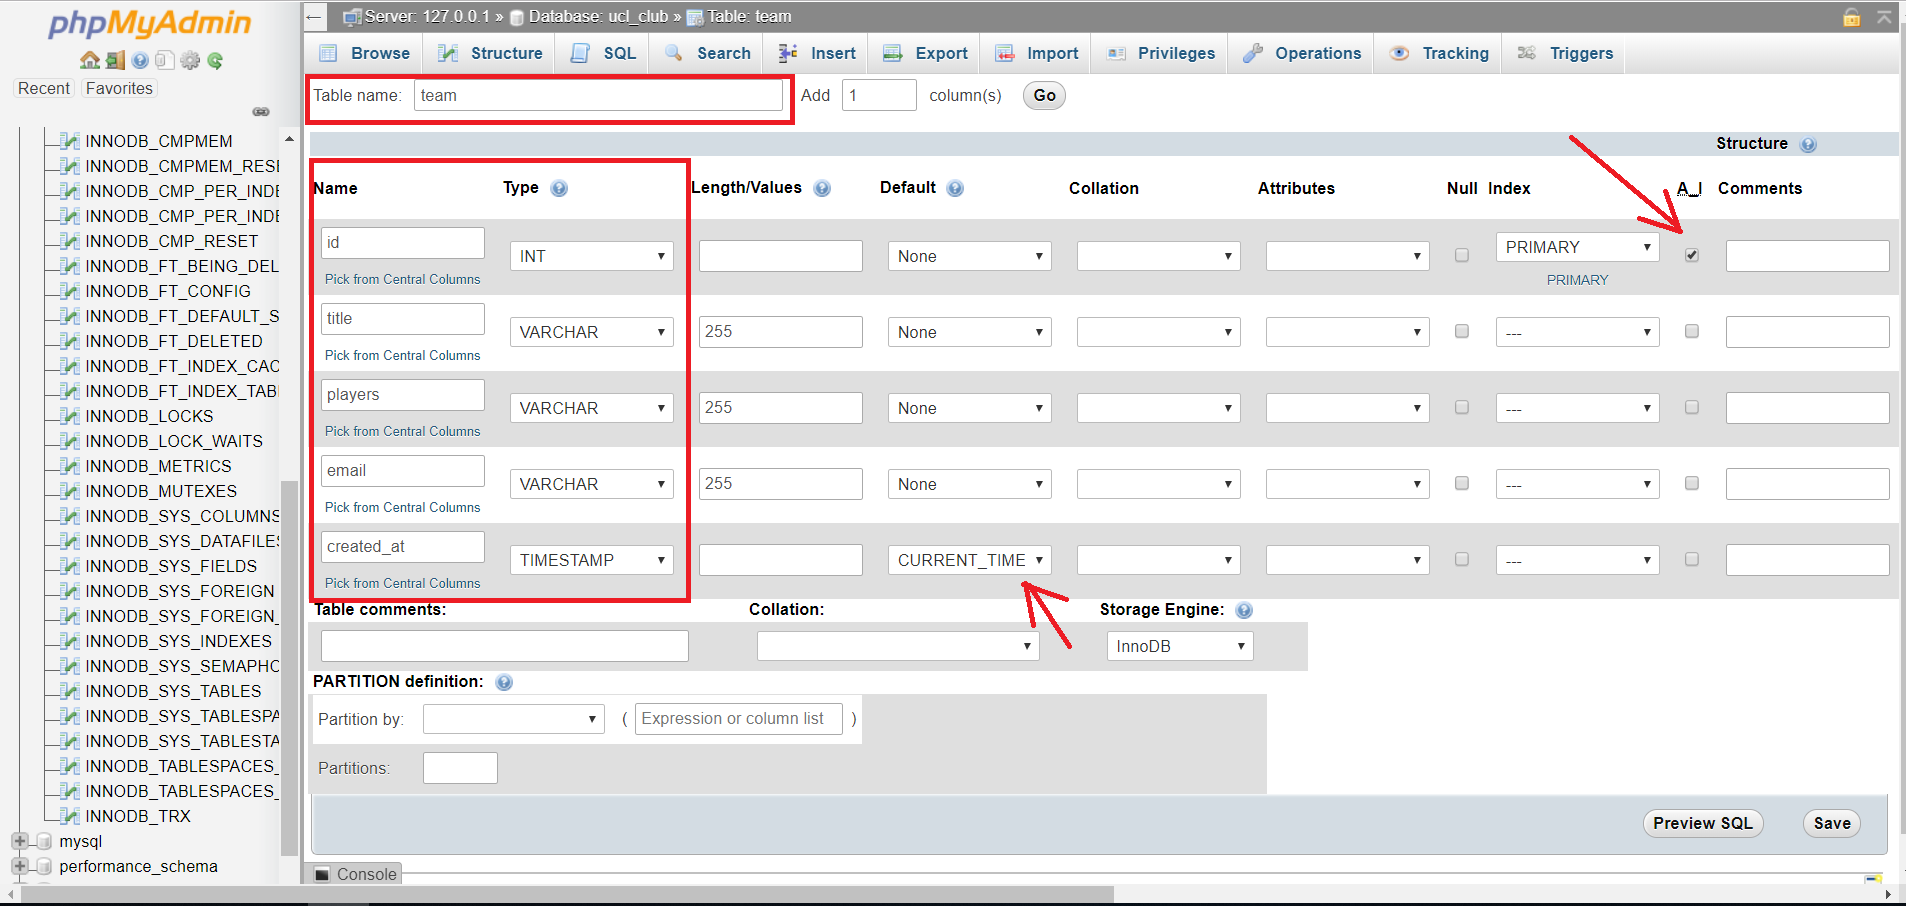 phpMyAdmin
Recent Favorites
INNODB_CMPMEM
INNODB_CMPMEM_RESE
INNODB_CMP_PER_INDE
INNODB_CMP_PER_INDE
INNODB_CMP_RESET
INNODB_FT_BEING_DEL
INNODB_FT_CONFIG
INNODB_FT_DEFAULT_S
INNODB_FT_DELETED
INNODB_FT_INDEX_CAC
INNODB_FT_INDEX_TABI
INNODB_LOCKS
INNODB_LOCK_WAITS
INNODB_METRICS
INNODB_MUTEXES
INNODB_SYS_COLUMNS
INNODB_SYS_DATAFILES
INNODB_SYS_FIELDS
INNODB_SYS_FOREIGN
INNODB_SYS_FOREIGN_
INNODB_SYS_INDEXES
INNODB_SYS_SEMAPHO
INNODB_SYS_TABLES
INNODB_SYS_TABLESPA
INNODB_SYS_TABLESTA
INNODB_TABLESPACES_
INNODB_TABLESPACES_
INNODB_TRX
mysql
performance_schema
Server: 127.0.0.1 » Database: ucl_club » Table: team
Browse Structure SQL Search Insert Export Import Privileges Operations Tracking Triggers
Table name: team Add 1 column(s) Go
Structure
Name Type Length/Values Default Collation Attributes Null Index A_I Comments
id INT None PRIMARY
Pick from Central Columns PRIMARY
title VARCHAR 255 None ---
Pick from Central Columns
players VARCHAR 255 None ---
Pick from Central Columns
email VARCHAR 255 None ---
Pick from Central Columns
created_at TIMESTAMP CURRENT_TIME ---
Pick from Central Columns
Table comments: Collation: Storage Engine:
InnoDB
PARTITION definition:
Partition by: ( Expression or column list )
Partitions:
Preview SQL Save
Console